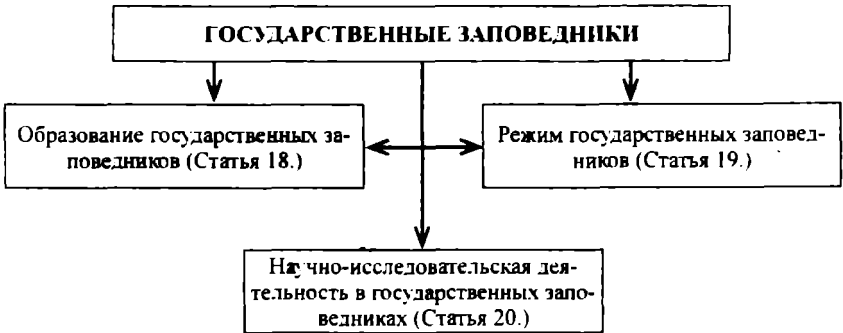 ГОСУДАРСТВЕННЫЕ ЗАПОВЕДНИКИ
Образование государственных за-
поведников (Статья 18.)
Режим государственных заповед-
ников (Статья 19.)
Научно-исследовательская дея-
тельность в государственных запо-
ведниках (Статья 20.)